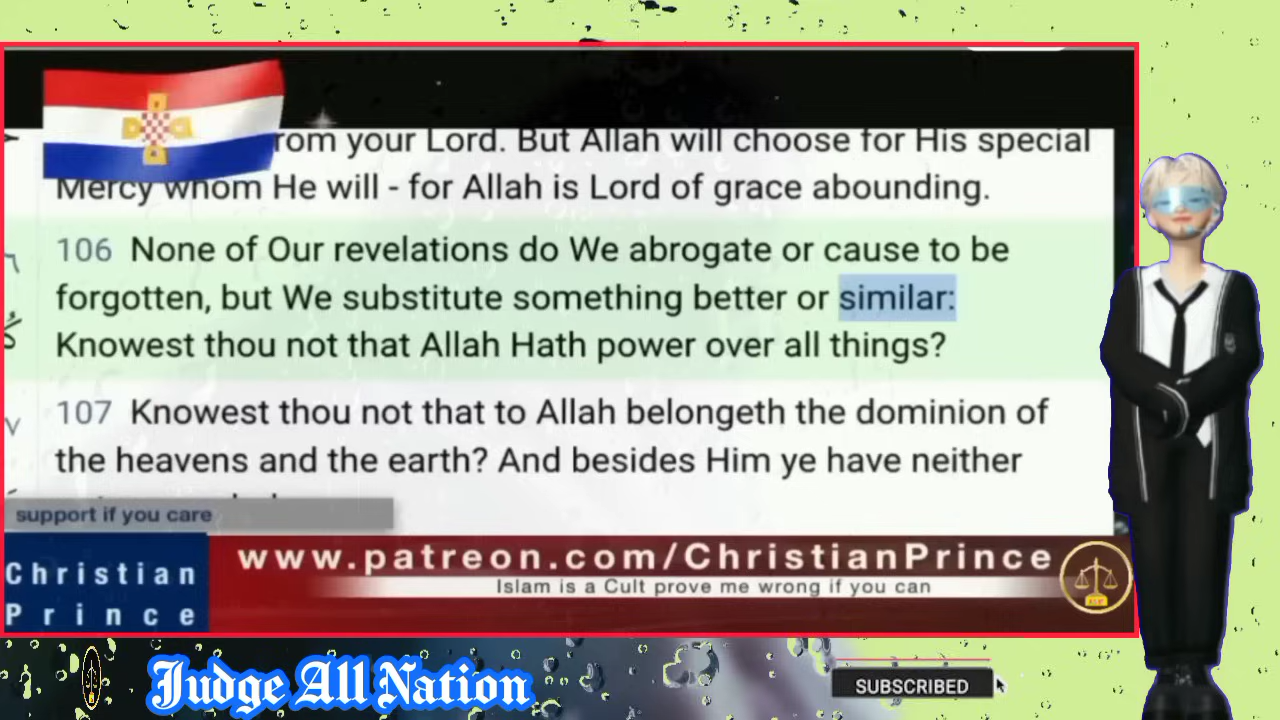 rom your Lord. But Allah will choose for His special
Mercy whom He will - for Allah is Lord of grace abounding.
106 None of Our revelations do We abrogate or cause to be
forgotten, but We substitute something better or similar:
Knowest thou not that Allah Hath power over all things?
107 Knowest thou not that to Allah belongeth the dominion of
the heavens and the earth? And besides Him ye have neither
support if you care
Christian
Prince
www.patreon.com/ChristianPrince
Islam is a Cult prove me wrong if you can
Judge All Nation
SUBSCRIBED